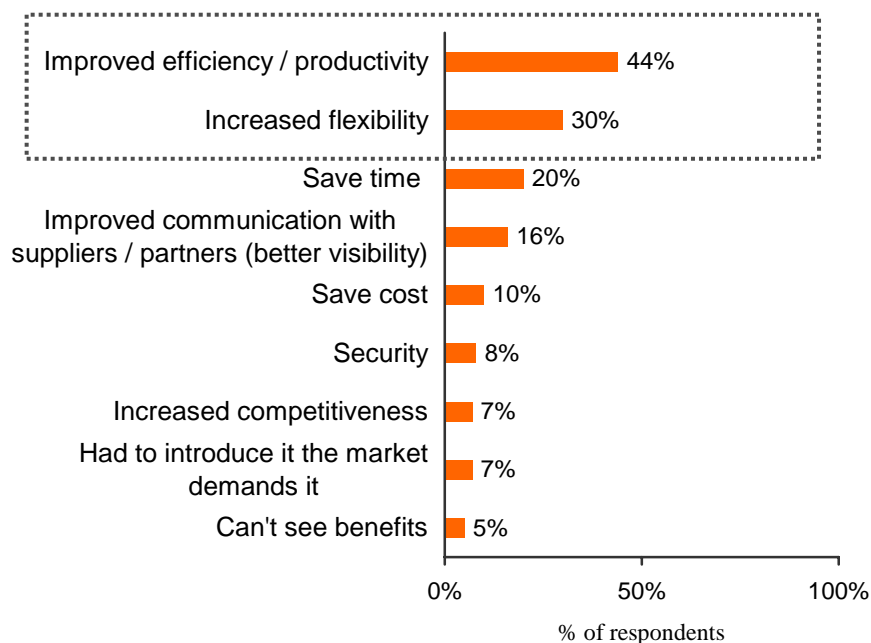 Improved efficiency / productivity 44%
Increased flexibility 30%
Save time 20%
Improved communication with
suppliers / partners (better visibility) 16%
Save cost 10%
Security 8%
Increased competitiveness 7%
Had to introduce it the market
demands it 7%
Can't see benefits 5%
0% 50% 100%
% of respondents